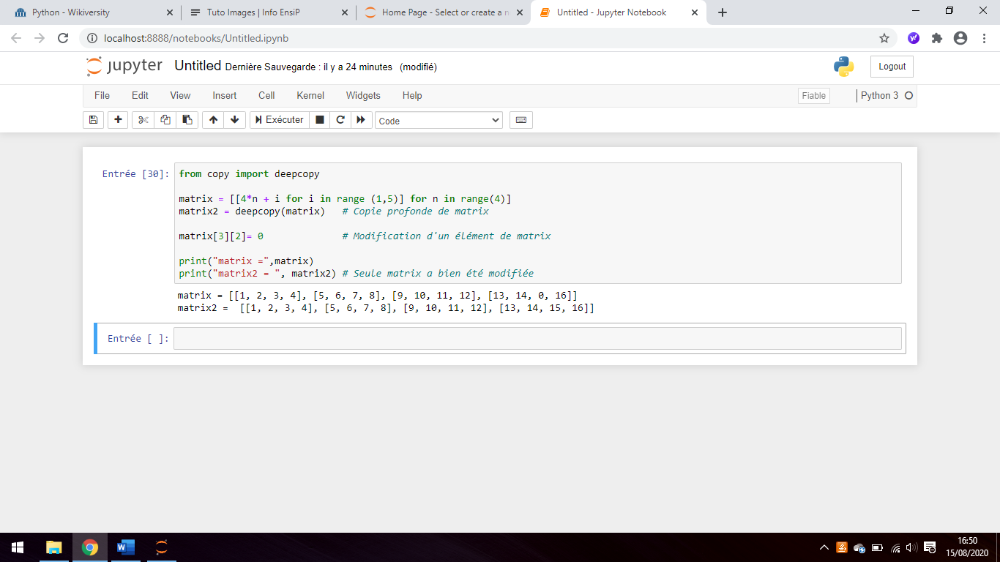 Python - Wikiversity
Tuto Images | Info EnsiP
Home Page - Select or create a n
Untitled - Jupyter Notebook
localhost:8888/notebooks/Untitled.ipynb
jupyter Untitled Dernière Sauvegarde : il y a 24 minutes (modifié)
Logout
File Edit View Insert Cell Kernel Widgets Help
Fiable
Python 3
Exécuter
Code
Entrée [30]: from copy import deepcopy
matrix = [[4*n + i for i in range (1,5)] for n in range(4)]
matrix2 = deepcopy(matrix)   # Copie profonde de matrix
matrix[3][2]= 0              # Modification d'un élément de matrix
print("matrix =",matrix)
print("matrix2 = ", matrix2) # Seule matrix a bien été modifiée
matrix = [[1, 2, 3, 4], [5, 6, 7, 8], [9, 10, 11, 12], [13, 14, 0, 16]]
matrix2 =  [[1, 2, 3, 4], [5, 6, 7, 8], [9, 10, 11, 12], [13, 14, 15, 16]]
Entrée [ ]:
16:50
15/08/2020